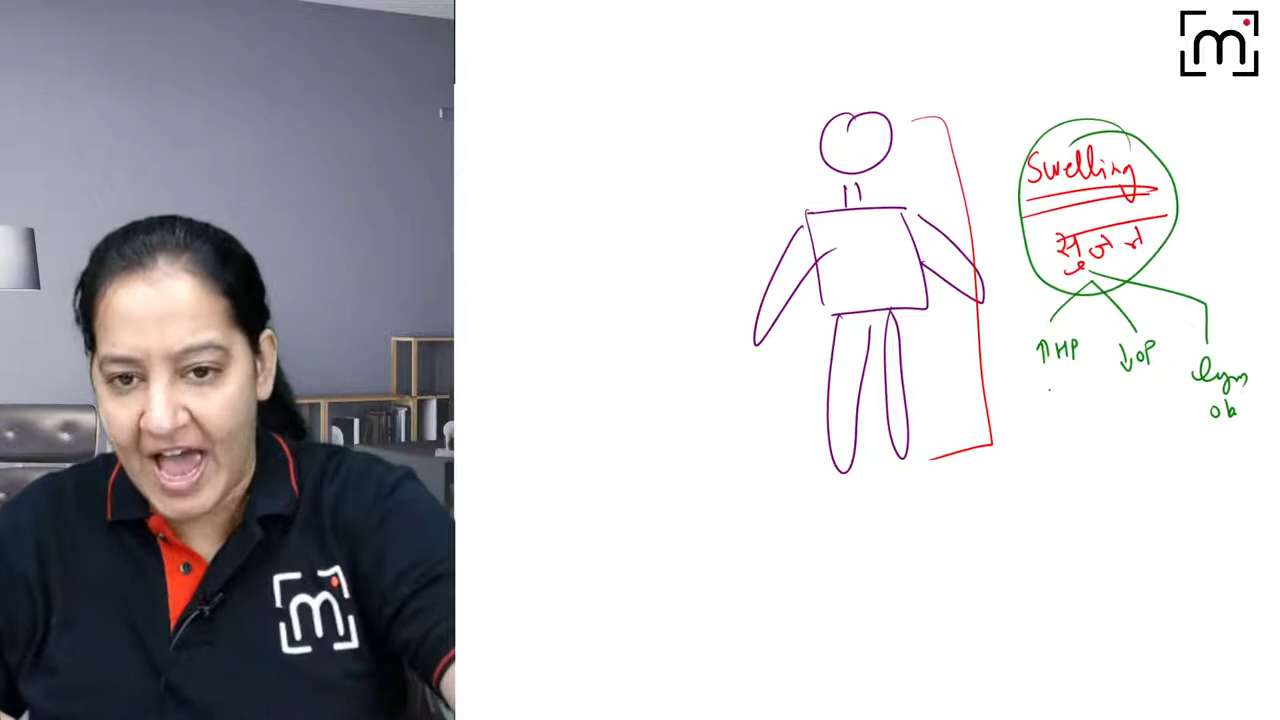 m
Swelling
सूजन
↑HP
↓OP
lym
ob
m